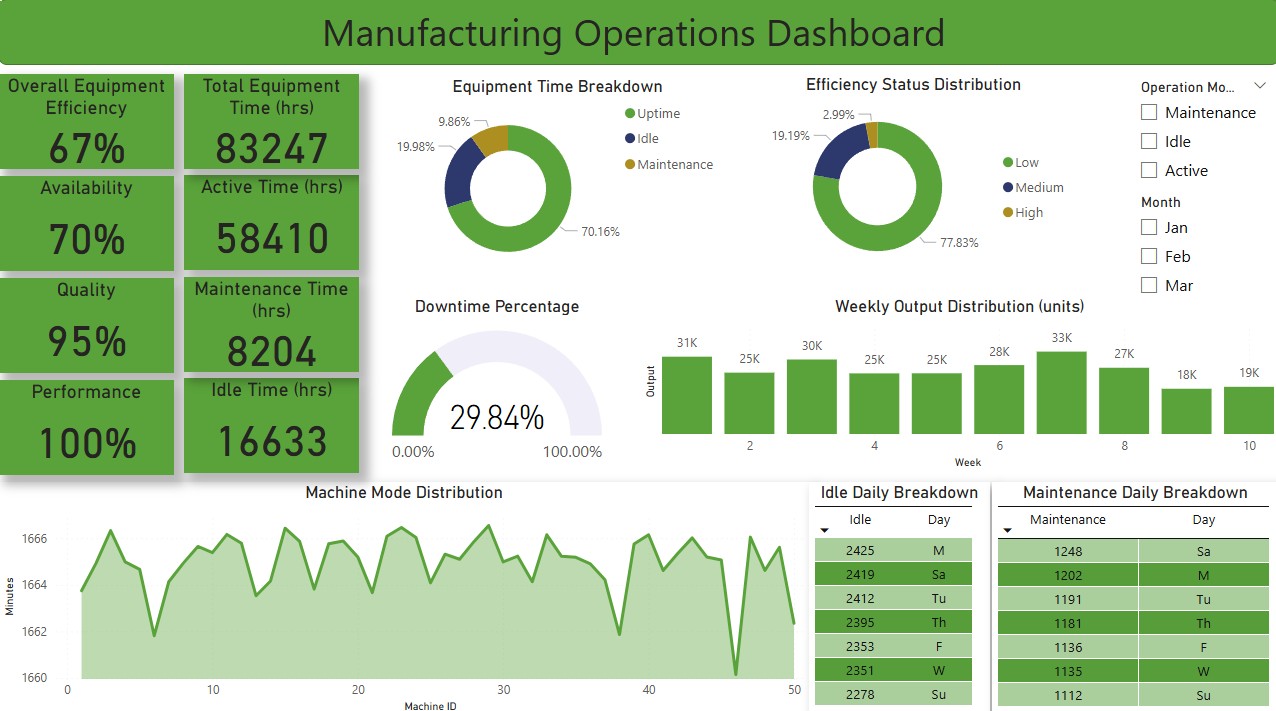 Manufacturing Operations Dashboard
Overall Equipment
Efficiency
67%
Total Equipment
Time (hrs)
83247
Availability
70%
Active Time (hrs)
58410
Quality
95%
Maintenance Time
(hrs)
8204
Performance
100%
Idle Time (hrs)
16633
Equipment Time Breakdown
9.86%
19.98%
70.16%
Uptime
Idle
Maintenance
Efficiency Status Distribution
2.99%
19.19%
77.83%
Low
Medium
High
Operation Mo...
Maintenance
Idle
Active
Month
Jan
Feb
Mar
Downtime Percentage
29.84%
0.00% 100.00%
Weekly Output Distribution (units)
Output
31K 25K 30K 25K 25K 28K 33K 27K 18K 19K
2 4 6 8 10
Week
Machine Mode Distribution
Minutes
1666
1664
1662
1660
0 10 20 30 40 50
Machine ID
Idle Daily Breakdown
Idle Day
2425 M
2419 Sa
2412 Tu
2395 Th
2353 F
2351 W
2278 Su
Maintenance Daily Breakdown
Maintenance Day
1248 Sa
1202 M
1191 Tu
1181 Th
1136 F
1135 W
1112 Su